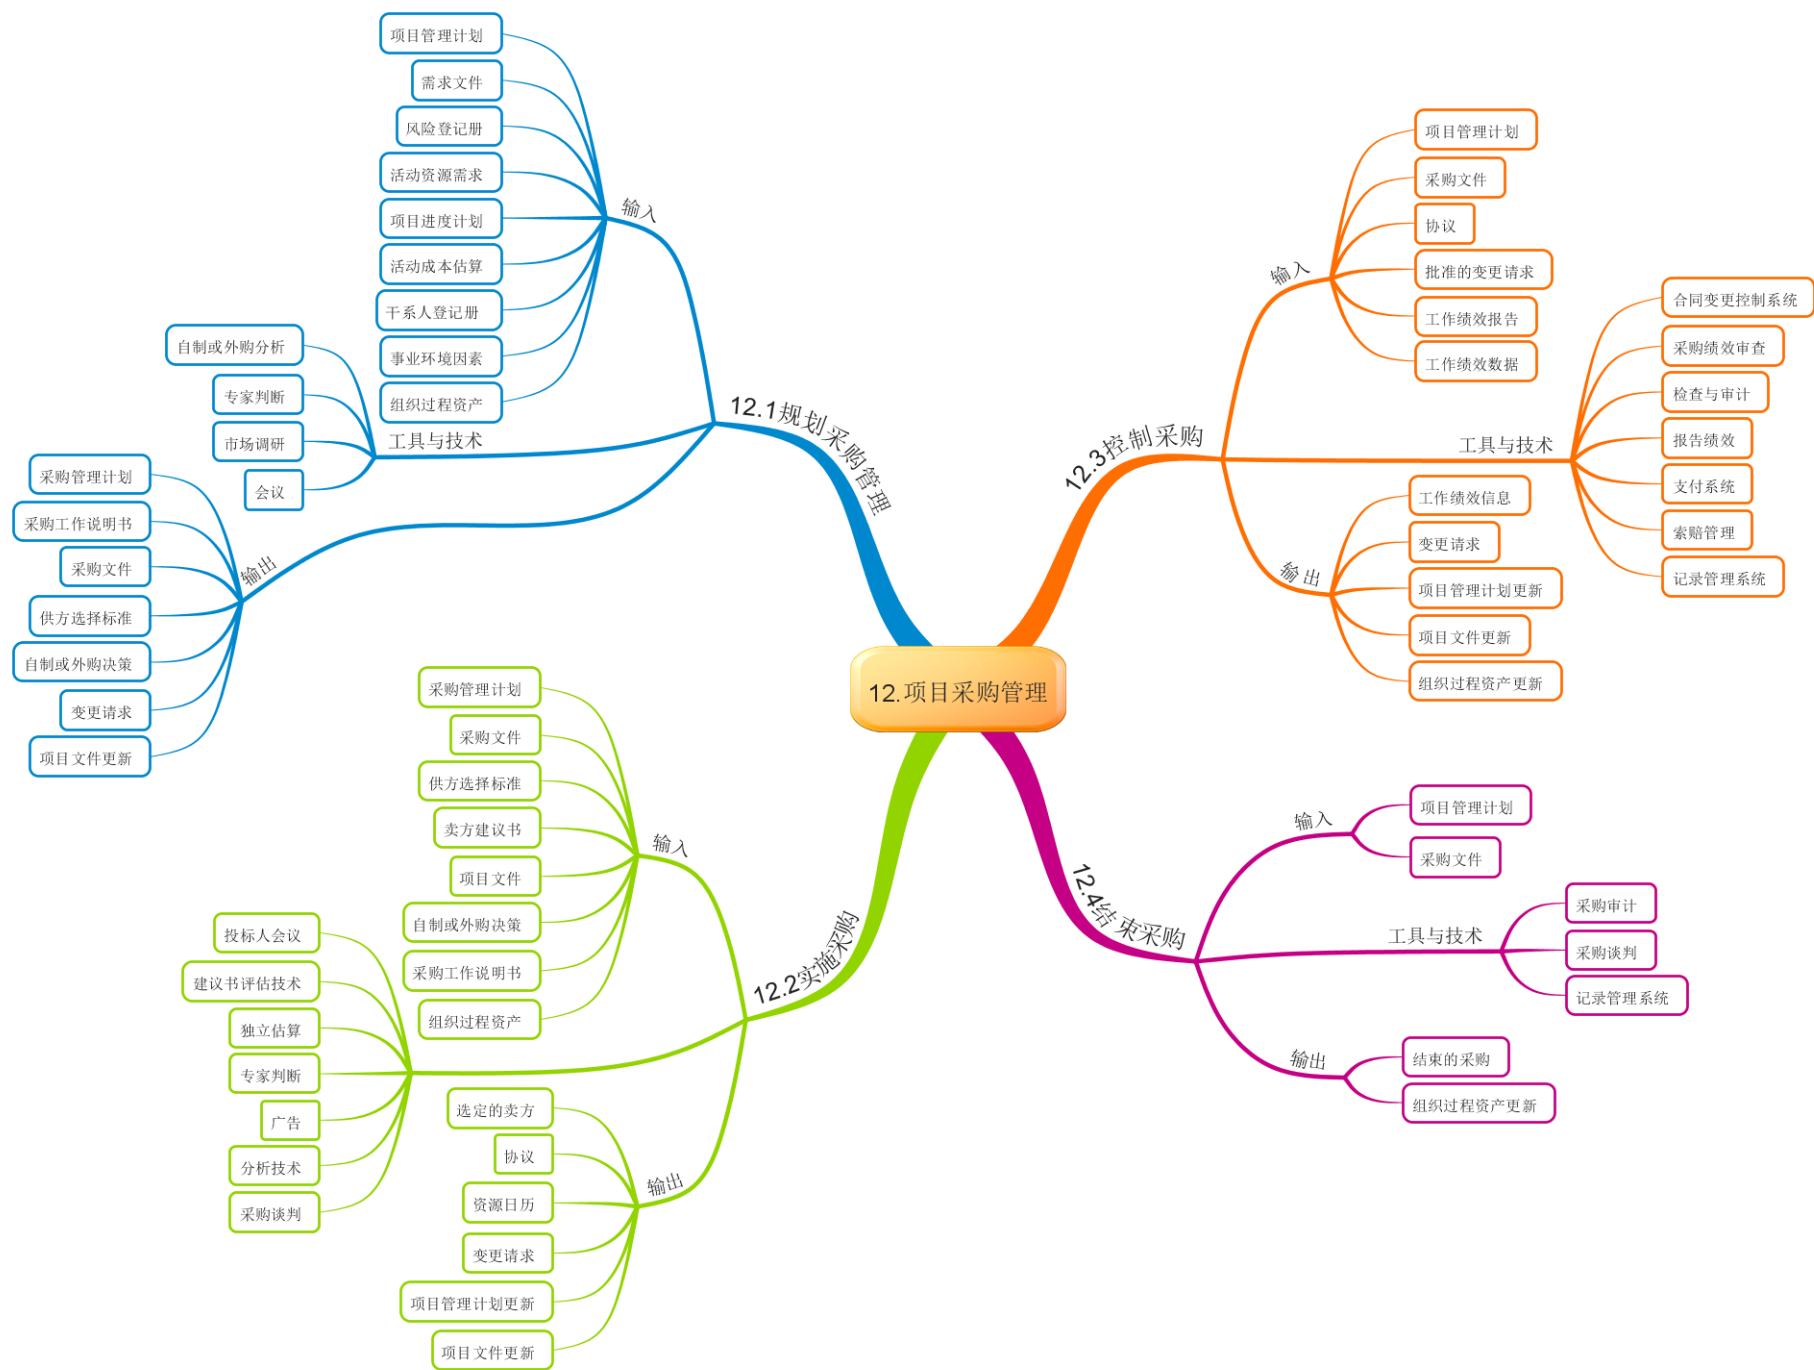 12.项目采购管理
12.1规划采购管理
输入
项目管理计划
需求文件
风险登记册
活动资源需求
项目进度计划
活动成本估算
干系人登记册
事业环境因素
组织过程资产
工具与技术
自制或外购分析
专家判断
市场调研
会议
输出
采购管理计划
采购工作说明书
采购文件
供方选择标准
自制或外购决策
变更请求
项目文件更新
12.2实施采购
输入
采购管理计划
采购文件
供方选择标准
卖方建议书
项目文件
自制或外购决策
采购工作说明书
组织过程资产
投标人会议
建议书评估技术
独立估算
专家判断
广告
分析技术
采购谈判
输出
选定的卖方
协议
资源日历
变更请求
项目管理计划更新
项目文件更新
12.3控制采购
输入
项目管理计划
采购文件
协议
批准的变更请求
工作绩效报告
工作绩效数据
工具与技术
合同变更控制系统
采购绩效审查
检查与审计
报告绩效
支付系统
索赔管理
记录管理系统
输出
工作绩效信息
变更请求
项目管理计划更新
项目文件更新
组织过程资产更新
12.4结束采购
输入
项目管理计划
采购文件
工具与技术
采购审计
采购谈判
记录管理系统
输出
结束的采购
组织过程资产更新